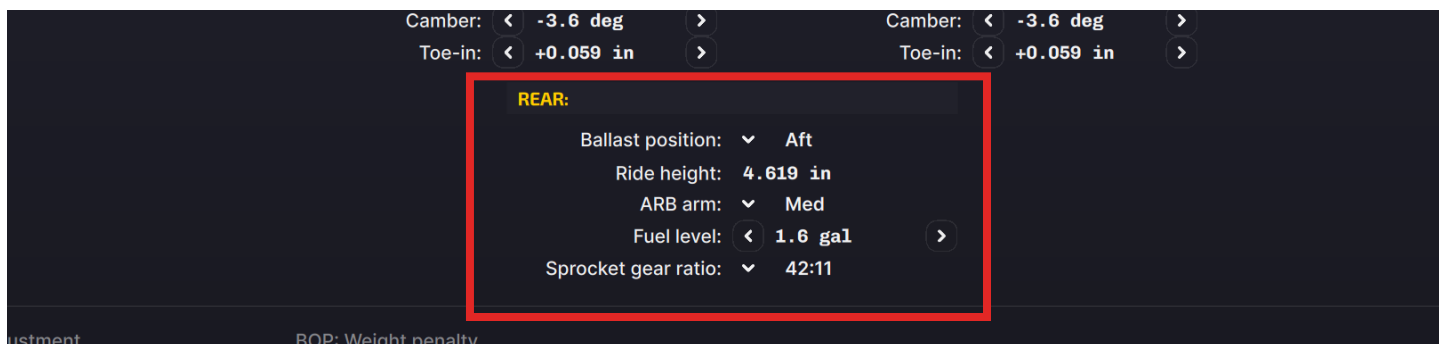 Camber: -3.6 deg Camber: -3.6 deg
Toe-in: +0.059 in Toe-in: +0.059 in
REAR:
Ballast position: Aft
Ride height: 4.619 in
ARB arm: Med
Fuel level: 1.6 gal
Sprocket gear ratio: 42:11
ustment BOP: Weight penalty